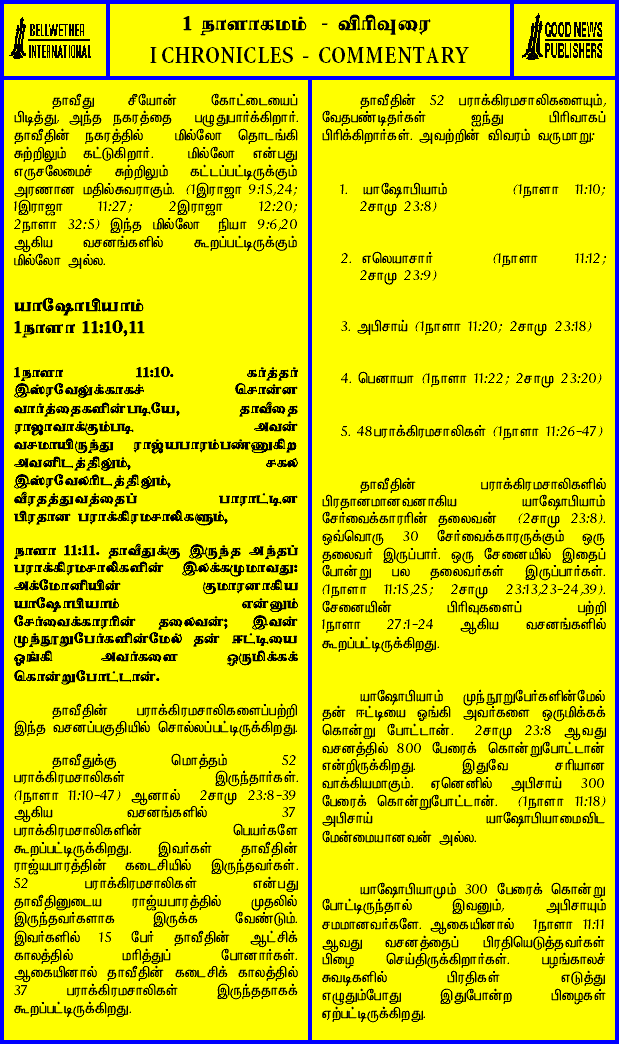 BELLWETHER
INTERNATIONAL
1 நாளாகமம் - விரிவுரை
I CHRONICLES - COMMENTARY
GOOD NEWS
PUBLISHERS
தாவீது சீயோன் கோட்டையைப்
பிடித்து, அந்த நகரத்தை பழுதுபார்க்கிறார்.
தாவீதின் நகரத்தில் மில்லோ தொடங்கி
சுற்றிலும் கட்டுகிறார். மில்லோ என்பது
எருசலேமைச் சுற்றிலும் கட்டப்பட்டிருக்கும்
அரணான மதில்சுவராகும். (1இராஜா 9:15,24;
1இராஜா 11:27; 2இராஜா 12:20;
2நாளா 32:5) இந்த மில்லோ நியா 9:6,20
ஆகிய வசனங்களில் கூறப்பட்டிருக்கும்
மில்லோ அல்ல.
யாஷோபியாம்
1நாளா 11:10,11
1நாளா 11:10. கர்த்தர்
இஸ்ரவேலுக்காகச் சொன்ன
வார்த்தைகளின்படியே, தாவீதை
ராஜாவாக்கும்படி அவன்
வசமாயிருந்து ராஜ்யபாரம்பண்ணுகிற
அவனிடத்திலும், சகல
இஸ்ரவேலரிடத்திலும்,
வீரதத்துவத்தைப் பாராட்டின
பிரதான பராக்கிரமசாலிகளும்,
நாளா 11:11. தாவீதுக்கு இருந்த அந்தப்
பராக்கிரமசாலிகளின் இலக்கமுமாவது:
அக்மோனியின் குமாரனாகிய
யாஷோபியாம் என்னும்
சேர்வைக்காரரின் தலைவன்; இவன்
முந்நூறுபேர்களின்மேல் தன் ஈட்டியை
ஓங்கி அவர்களை ஒருமிக்கக்
கொன்றுபோட்டான்.
தாவீதின் பராக்கிரமசாலிகளைப்பற்றி
இந்த வசனப்பகுதியில் சொல்லப்பட்டிருக்கிறது.
தாவீதுக்கு மொத்தம் 52
பராக்கிரமசாலிகள் இருந்தார்கள்.
(1நாளா 11:10-47) ஆனால் 2சாமு 23:8-39
ஆகிய வசனங்களில் 37
பராக்கிரமசாலிகளின் பெயர்களே
கூறப்பட்டிருக்கிறது. இவர்கள் தாவீதின்
ராஜ்யபாரத்தின் கடைசியில் இருந்தவர்கள்.
52 பராக்கிரமசாலிகள் என்பது
தாவீதினுடைய ராஜ்யபாரத்தில் முதலில்
இருந்தவர்களாக இருக்க வேண்டும்.
இவர்களில் 15 பேர் தாவீதின் ஆட்சிக்
காலத்தில் மரித்துப் போனார்கள்.
ஆகையினால் தாவீதின் கடைசிக் காலத்தில்
37 பராக்கிரமசாலிகள் இருந்ததாகக்
கூறப்பட்டிருக்கிறது.
தாவீதின் 52 பராக்கிரமசாலிகளையும்,
வேதபண்டிதர்கள் ஐந்து பிரிவாகப்
பிரிக்கிறார்கள். அவற்றின் விவரம் வருமாறு:
1. யாஷோபியாம் (1நாளா 11:10;
2சாமு 23:8)
2. எலெயாசார் (1நாளா 11:12;
2சாமு 23:9)
3. அபிசாய் (1நாளா 11:20; 2சாமு 23:18)
4. பெனாயா (1நாளா 11:22; 2சாமு 23:20)
5. 48பராக்கிரமசாலிகள் (1நாளா 11:26-47)
தாவீதின் பராக்கிரமசாலிகளில்
பிரதானமானவனாகிய யாஷோபியாம்
சேர்வைக்காரரின் தலைவன் (2சாமு 23:8).
ஒவ்வொரு 30 சேர்வைக்காரருக்கும் ஒரு
தலைவர் இருப்பார். ஒரு சேனையில் இதைப்
போன்று பல தலைவர்கள் இருப்பார்கள்.
(1நாளா 11:15,25; 2சாமு 23:13,23-24,39).
சேனையின் பிரிவுகளைப் பற்றி
1நாளா 27:1-24 ஆகிய வசனங்களில்
கூறப்பட்டிருக்கிறது.
யாஷோபியாம் முந்நூறுபேர்களின்மேல்
தன் ஈட்டியை ஓங்கி அவர்களை ஒருமிக்கக்
கொன்று போட்டான். 2சாமு 23:8 ஆவது
வசனத்தில் 800 பேரைக் கொன்றுபோட்டான்
என்றிருக்கிறது. இதுவே சரியான
வாக்கியமாகும். ஏனெனில் அபிசாய் 300
பேரைக் கொன்றுபோட்டான். (1நாளா 11:18)
அபிசாய் யாஷோபியாமைவிட
மேன்மையானவன் அல்ல.
யாஷோபியாமும் 300 பேரைக் கொன்று
போட்டிருந்தால் இவனும், அபிசாயும்
சமமானவர்களே. ஆகையினால் 1நாளா 11:11
ஆவது வசனத்தைப் பிரதியெடுத்தவர்கள்
பிழை செய்திருக்கிறார்கள். பழங்காலச்
சுவடிகளில் பிரதிகள் எடுத்து
எழுதும்போது இதுபோன்ற பிழைகள்
ஏற்பட்டிருக்கிறது.